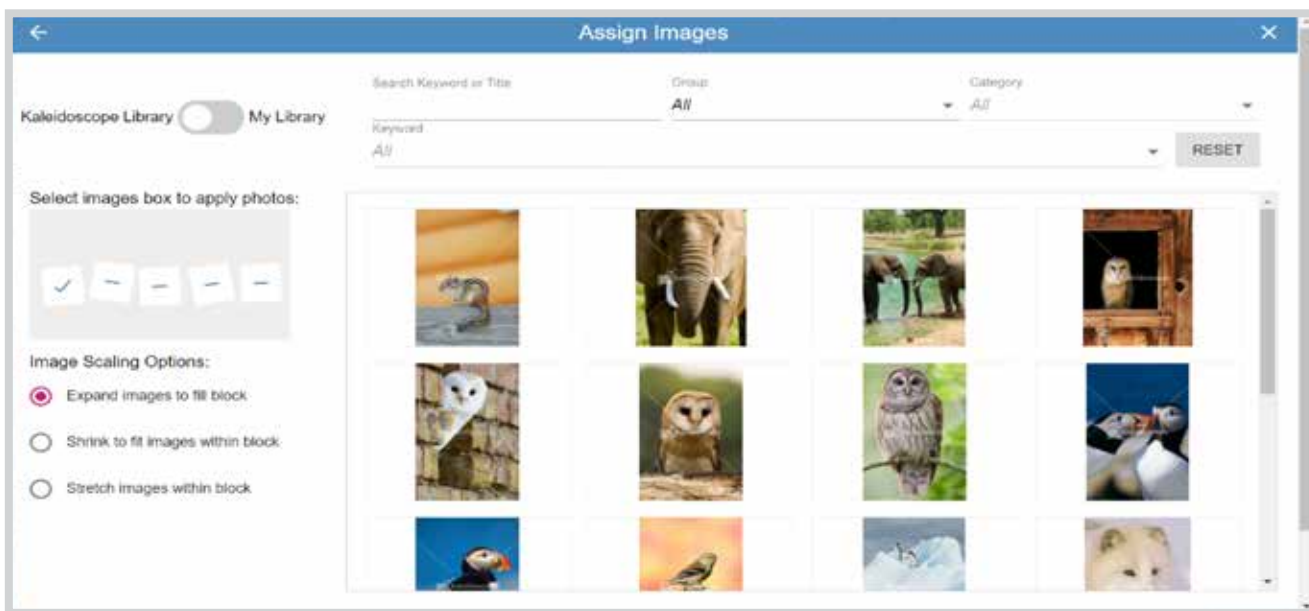 Assign Images
Search Keyword or Title
Group
Category
All
All
Kaleidoscope Library
My Library
Keyword
All
RESET
Select images box to apply photos:
Image Scaling Options:
Expand images to fill block
Shrink to fit images within block
Stretch images within block